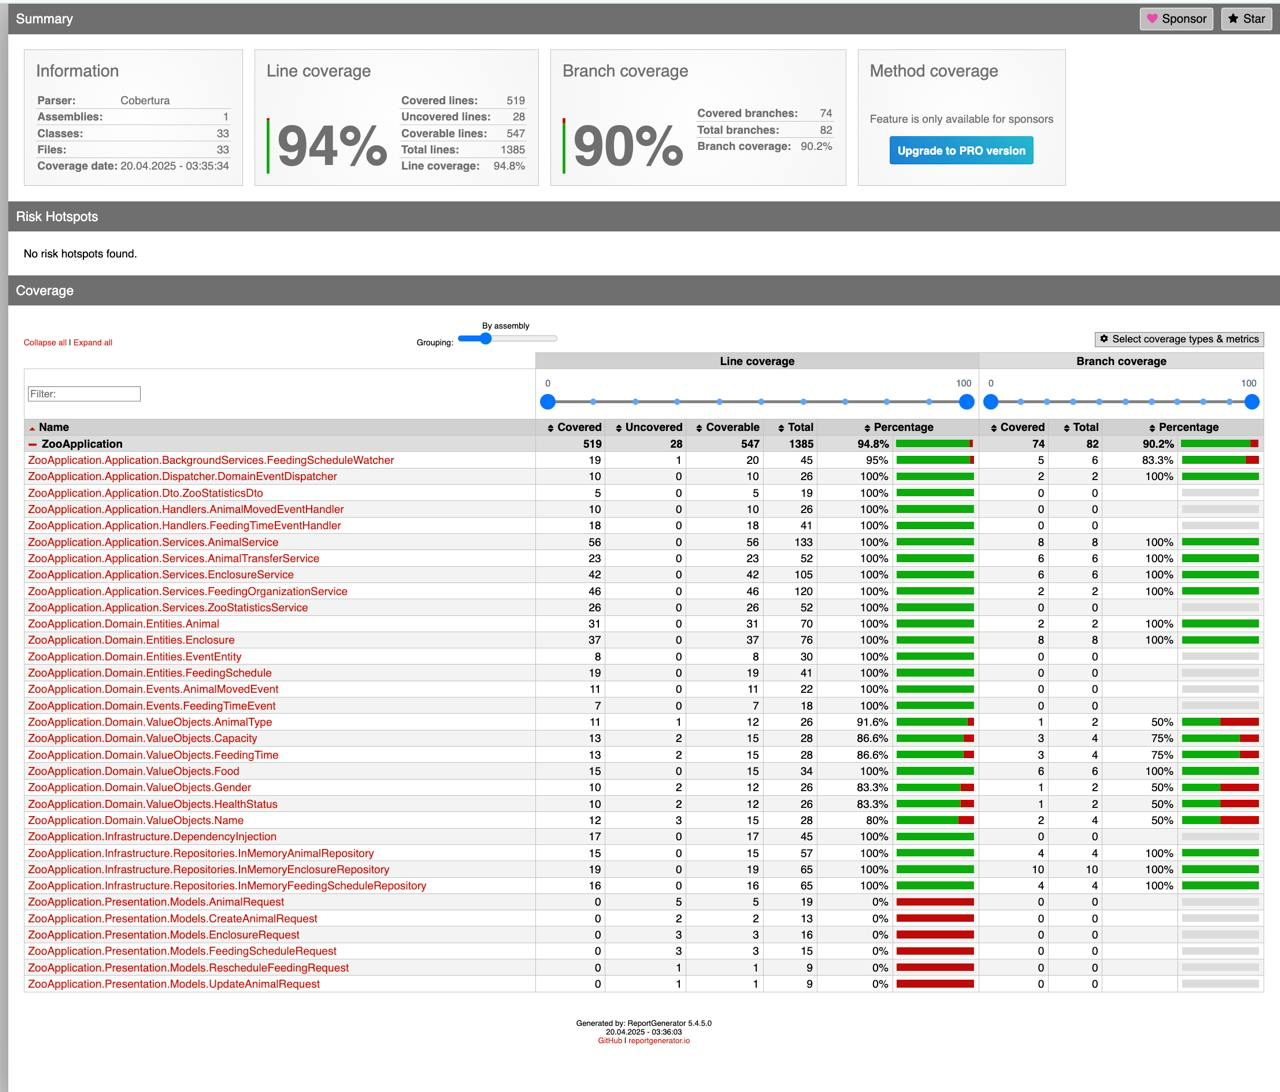 Summary
Sponsor
Star
Information
Parser: Cobertura
Assemblies: 1
Classes: 33
Files: 33
Coverage date: 20.04.2025 - 03:35:34
Line coverage
94%
Covered lines: 519
Uncovered lines: 28
Coverable lines: 547
Total lines: 1385
Line coverage: 94.8%
Branch coverage
90%
Covered branches: 74
Total branches: 82
Branch coverage: 90.2%
Method coverage
Feature is only available for sponsors
Upgrade to PRO version
Risk Hotspots
No risk hotspots found.
Coverage
Collapse all | Expand all
By assembly
Grouping:
Select coverage types & metrics
Line coverage Branch coverage
Filter: 0 100 0 100
Name Covered Uncovered Coverable Total Percentage Covered Total Percentage
ZooApplication 519 28 547 1385 94.8% 74 82 90.2%
ZooApplication.Application.BackgroundServices.FeedingScheduleWatcher 19 1 20 45 95% 5 6 83.3%
ZooApplication.Application.Dispatcher.DomainEventDispatcher 10 0 10 26 100% 2 2 100%
ZooApplication.Application.Dto.ZooStatisticsDto 5 0 5 19 100% 0 0
ZooApplication.Application.Handlers.AnimalMovedEventHandler 10 0 10 26 100% 0 0
ZooApplication.Application.Handlers.FeedingTimeEventHandler 18 0 18 41 100% 0 0
ZooApplication.Application.Services.AnimalService 56 0 56 133 100% 8 8 100%
ZooApplication.Application.Services.AnimalTransferService 23 0 23 52 100% 6 6 100%
ZooApplication.Application.Services.EnclosureService 42 0 42 105 100% 6 6 100%
ZooApplication.Application.Services.FeedingOrganizationService 46 0 46 120 100% 2 2 100%
ZooApplication.Application.Services.ZooStatisticsService 26 0 26 52 100% 0 0
ZooApplication.Domain.Entities.Animal 31 0 31 70 100% 2 2 100%
ZooApplication.Domain.Entities.Enclosure 37 0 37 76 100% 8 8 100%
ZooApplication.Domain.Entities.EventEntity 8 0 8 30 100% 0 0
ZooApplication.Domain.Entities.FeedingSchedule 19 0 19 41 100% 0 0
ZooApplication.Domain.Events.AnimalMovedEvent 11 0 11 22 100% 0 0
ZooApplication.Domain.Events.FeedingTimeEvent 7 0 7 18 100% 0 0
ZooApplication.Domain.ValueObjects.AnimalType 11 1 12 26 91.6% 1 2 50%
ZooApplication.Domain.ValueObjects.Capacity 13 2 15 28 86.6% 3 4 75%
ZooApplication.Domain.ValueObjects.FeedingTime 13 2 15 28 86.6% 3 4 75%
ZooApplication.Domain.ValueObjects.Food 15 0 15 34 100% 6 6 100%
ZooApplication.Domain.ValueObjects.Gender 10 2 12 26 83.3% 1 2 50%
ZooApplication.Domain.ValueObjects.HealthStatus 10 2 12 26 83.3% 1 2 50%
ZooApplication.Domain.ValueObjects.Name 12 3 15 28 80% 2 4 50%
ZooApplication.Infrastructure.DependencyInjection 17 0 17 45 100% 0 0
ZooApplication.Infrastructure.Repositories.InMemoryAnimalRepository 15 0 15 57 100% 4 4 100%
ZooApplication.Infrastructure.Repositories.InMemoryEnclosureRepository 19 0 19 65 100% 10 10 100%
ZooApplication.Infrastructure.Repositories.InMemoryFeedingScheduleRepository 16 0 16 65 100% 4 4 100%
ZooApplication.Presentation.Models.AnimalRequest 0 5 5 19 0% 0 0
ZooApplication.Presentation.Models.CreateAnimalRequest 0 2 2 13 0% 0 0
ZooApplication.Presentation.Models.EnclosureRequest 0 3 3 16 0% 0 0
ZooApplication.Presentation.Models.FeedingScheduleRequest 0 3 3 15 0% 0 0
ZooApplication.Presentation.Models.RescheduleFeedingRequest 0 1 1 9 0% 0 0
ZooApplication.Presentation.Models.UpdateAnimalRequest 0 1 1 9 0% 0 0
Generated by: ReportGenerator 5.4.5.0
20.04.2025 - 03:36:03
GitHub | reportgenerator.io